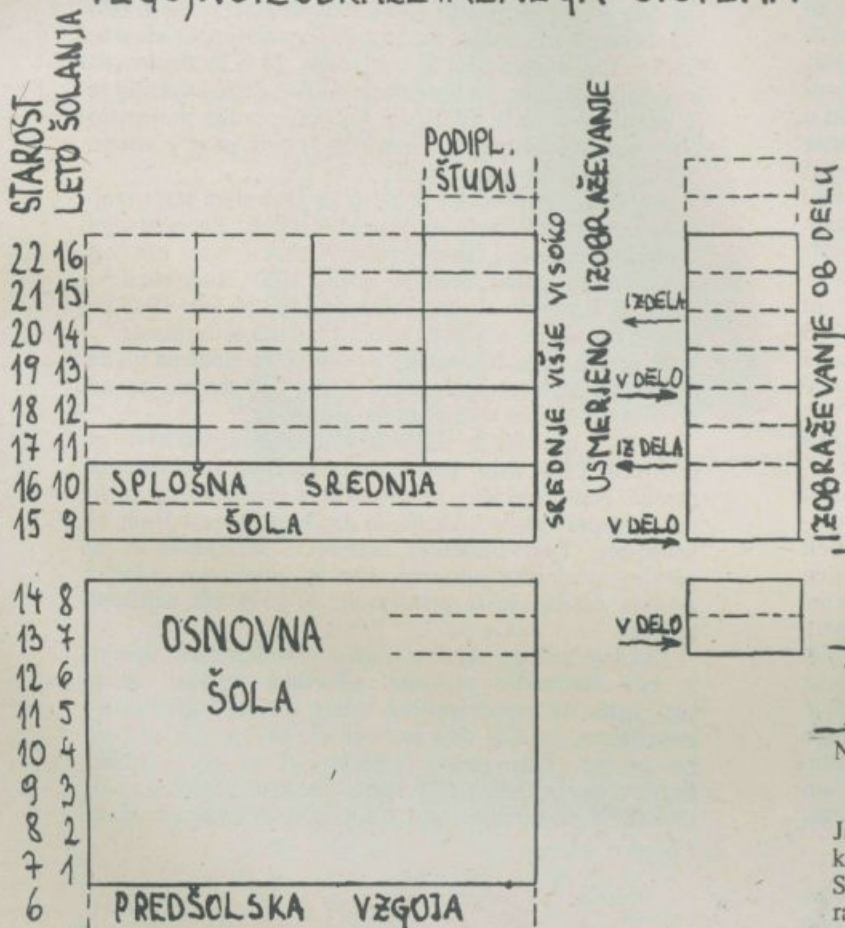 VZGOJNOIZOBRAŽEVALNEGA SISTEMA
STAROST
LETO ŠOLANJA
PODIPL.
ŠTUDIJ
22 16
21 15
20 14
19 13
18 12
17 11
16 10 SPLOŠNA SREDNJA
15 9 ŠOLA
SREDNJE VIŠJE VISOKO
USMERJENO IZOBRAŽEVANJE
IZ DELA
V DELO
IZ DELA
V DELO
IZOBRAŽEVANJE OB DELU
14 8
13 7 OSNOVNA
12 6 ŠOLA
11 5
10 4
9 3
8 2
7 1
6 PREDŠOLSKA VZGOJA
V DELO
N
J
k
S
ra